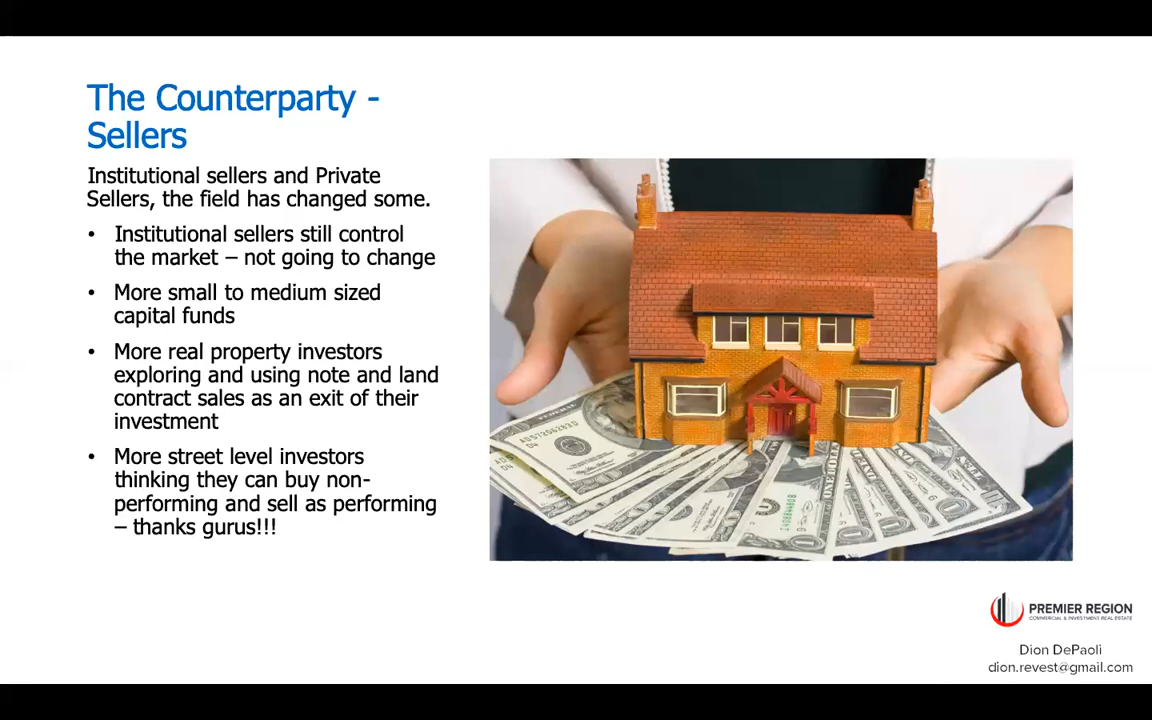 The Counterparty -
Sellers
Institutional sellers and Private
Sellers, the field has changed some.
• Institutional sellers still control
the market – not going to change
• More small to medium sized
capital funds
• More real property investors
exploring and using note and land
contract sales as an exit of their
investment
• More street level investors
thinking they can buy non-
performing and sell as performing
– thanks gurus!!!
PREMIER REGION
COMMERCIAL & INVESTMENT REAL ESTATE
Dion DePaoli
dion.revest@gmail.com